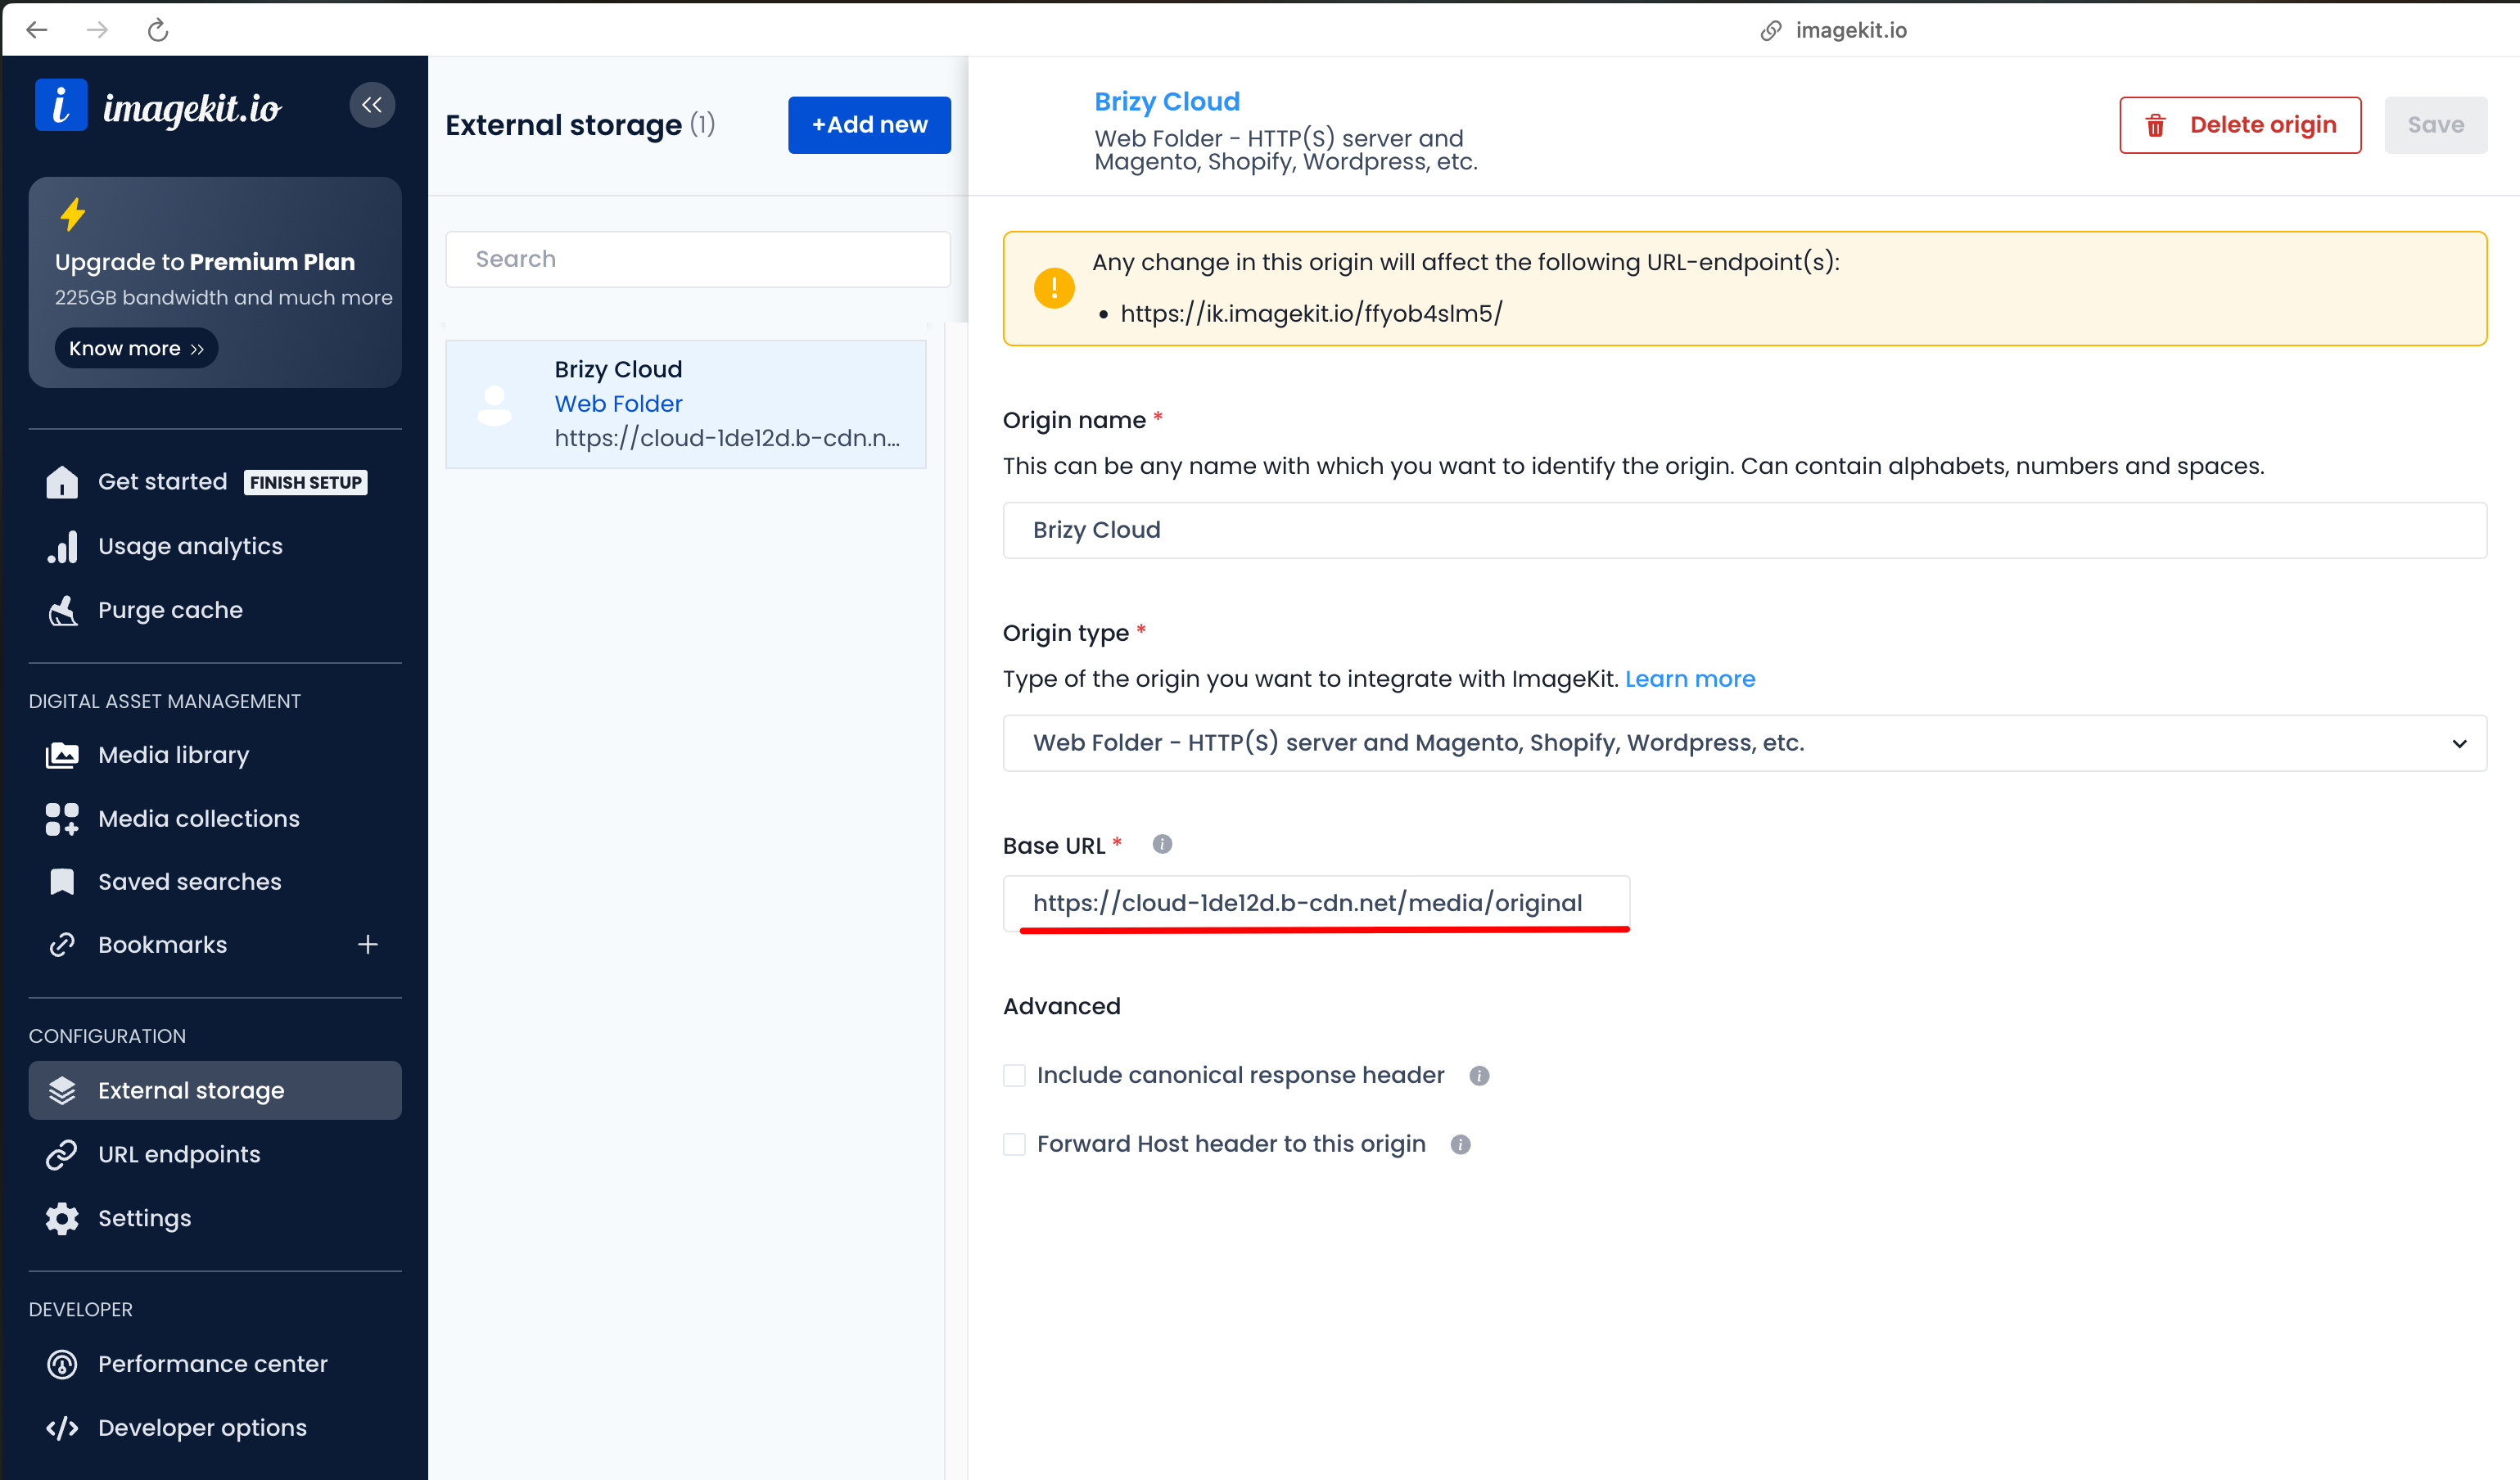 imagekit.io
i imagekit.io
Upgrade to Premium Plan
225GB bandwidth and much more
Know more »
Get started FINISH SETUP
Usage analytics
Purge cache
DIGITAL ASSET MANAGEMENT
Media library
Media collections
Saved searches
Bookmarks +
CONFIGURATION
External storage
URL endpoints
Settings
DEVELOPER
Performance center
Developer options
External storage (1)
+Add new
Search
Brizy Cloud
Web Folder
https://cloud-1de12d.b-cdn.n...
Brizy Cloud
Web Folder - HTTP(S) server and
Magento, Shopify, Wordpress, etc.
Delete origin
Save
Any change in this origin will affect the following URL-endpoint(s):
• https://ik.imagekit.io/ffyob4slm5/
Origin name *
This can be any name with which you want to identify the origin. Can contain alphabets, numbers and spaces.
Brizy Cloud
Origin type *
Type of the origin you want to integrate with ImageKit. Learn more
Web Folder - HTTP(S) server and Magento, Shopify, Wordpress, etc.
Base URL *
https://cloud-1de12d.b-cdn.net/media/original
Advanced
Include canonical response header
Forward Host header to this origin